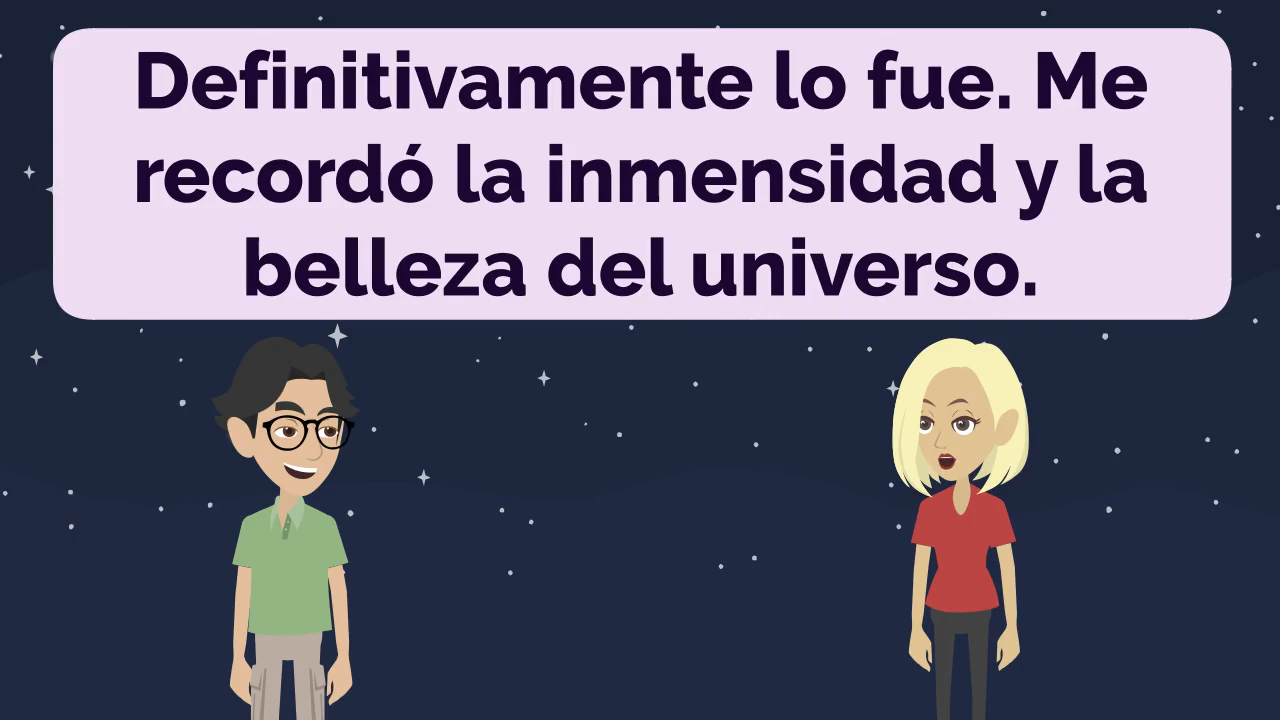 Definitivamente lo fue. Me
recordó la inmensidad y la
belleza del universo.